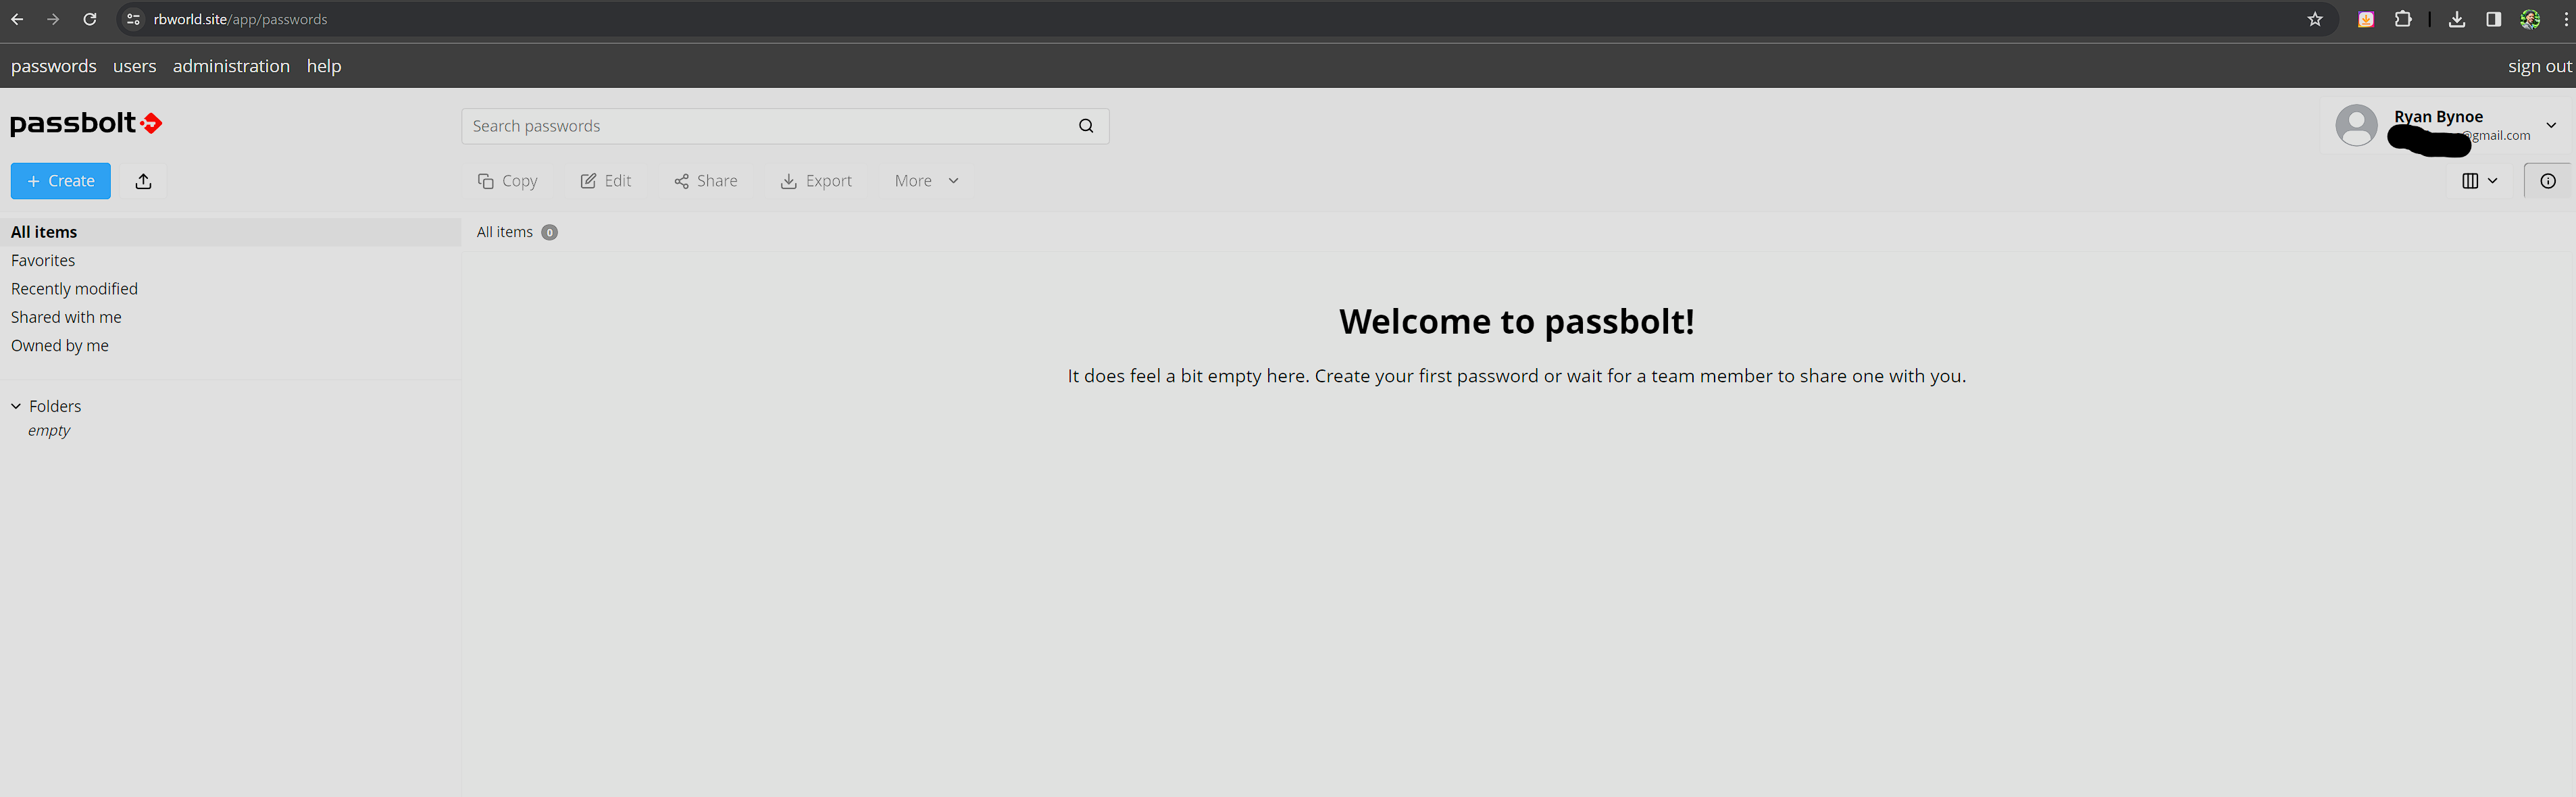 rbworld.site/app/passwords
passwords users administration help sign out
passbolt
Search passwords
Ryan Bynoe
@gmail.com
+ Create
Copy Edit Share Export More
All items
Favorites
Recently modified
Shared with me
Owned by me
Folders
empty
All items 0
Welcome to passbolt!
It does feel a bit empty here. Create your first password or wait for a team member to share one with you.